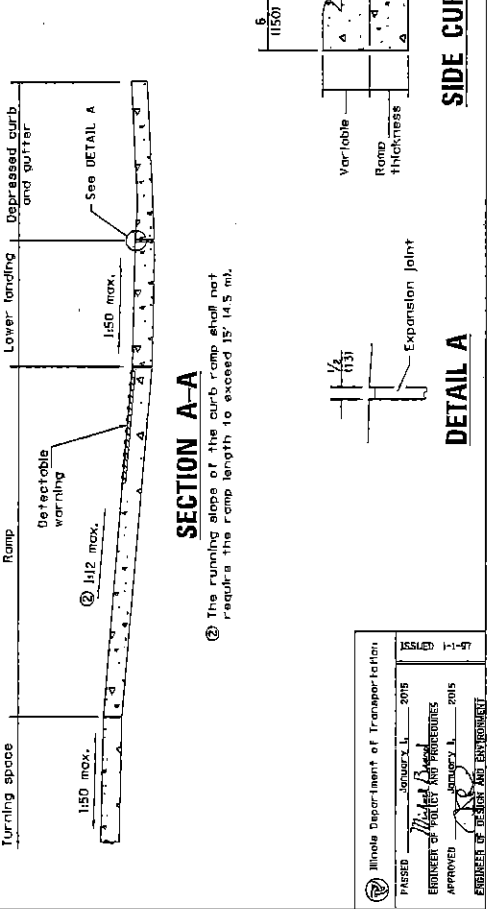 Turning space
Ramp
Lower landing
Depressed curb
and gutter
Detectable
warning
See DETAIL A
1:50 max.
② 1:12 max.
1:50 max.
SECTION A-A
② The running slope of the curb ramp shall not
require the ramp length to exceed 15' (4.5 m).
6
(150)
Variable
Ramp
thickness
SIDE CUR
1/2
(13)
Expansion joint
DETAIL A
Illinois Department of Transportation
PASSED January 1, 2015
ENGINEER OF POLICY AND PROCEDURES
APPROVED January 1, 2015
ENGINEER OF DESIGN AND ENVIRONMENT
ISSUED 1-1-97